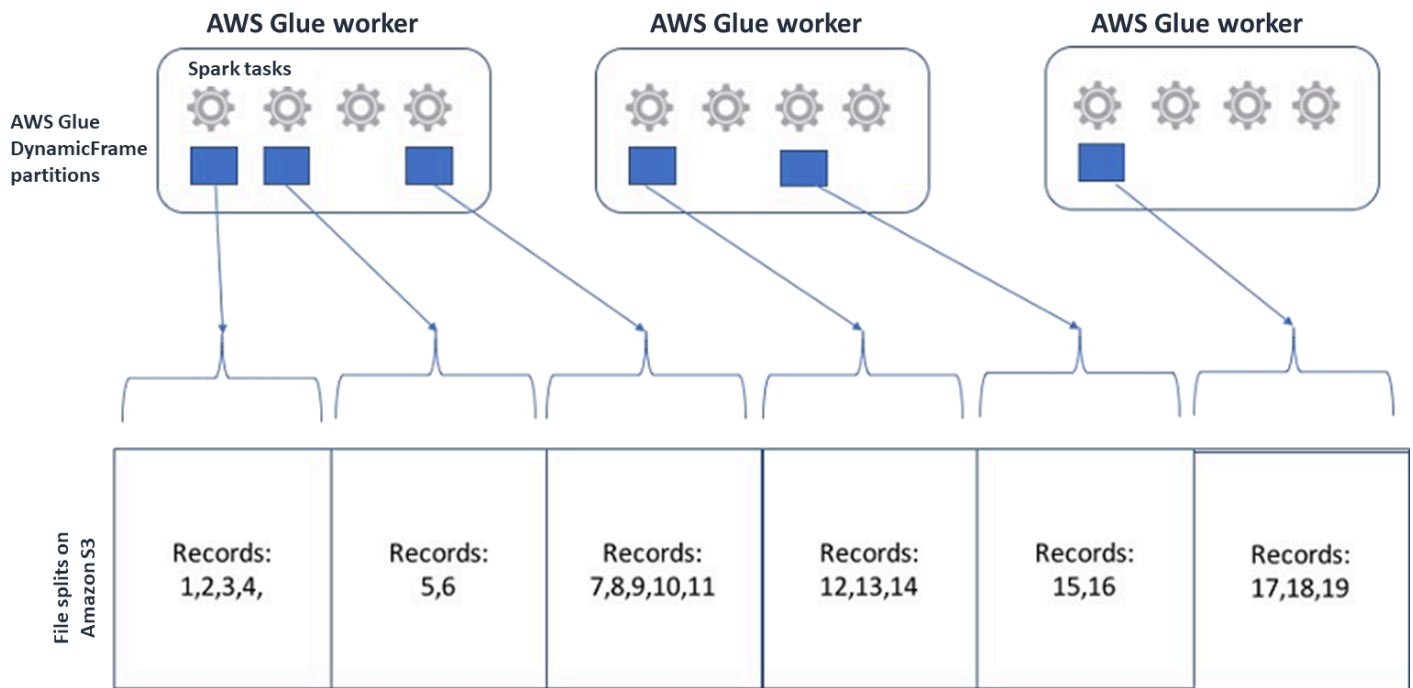 AWS Glue worker
AWS Glue worker
AWS Glue worker
Spark tasks
AWS Glue
DynamicFrame
partitions
File splits on
Amazon S3
Records:
1,2,3,4,
Records:
5,6
Records:
7,8,9,10,11
Records:
12,13,14
Records:
15,16
Records:
17,18,19